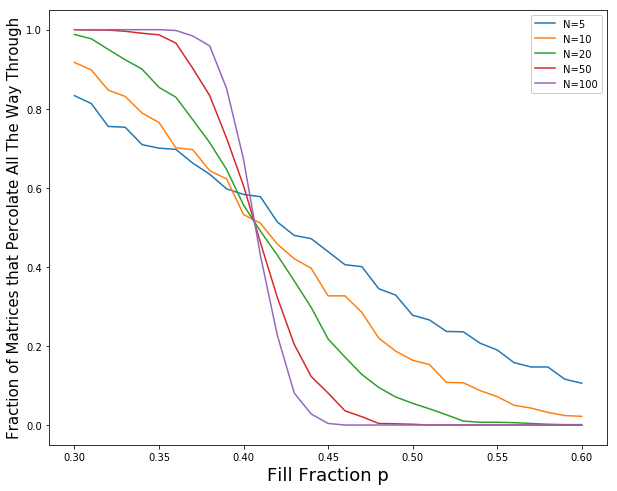 Fraction of Matrices that Percolate All The Way Through
1.0
0.8
0.6
0.4
0.2
0.0
N=5
N=10
N=20
N=50
N=100
0.30 0.35 0.40 0.45 0.50 0.55 0.60
Fill Fraction p